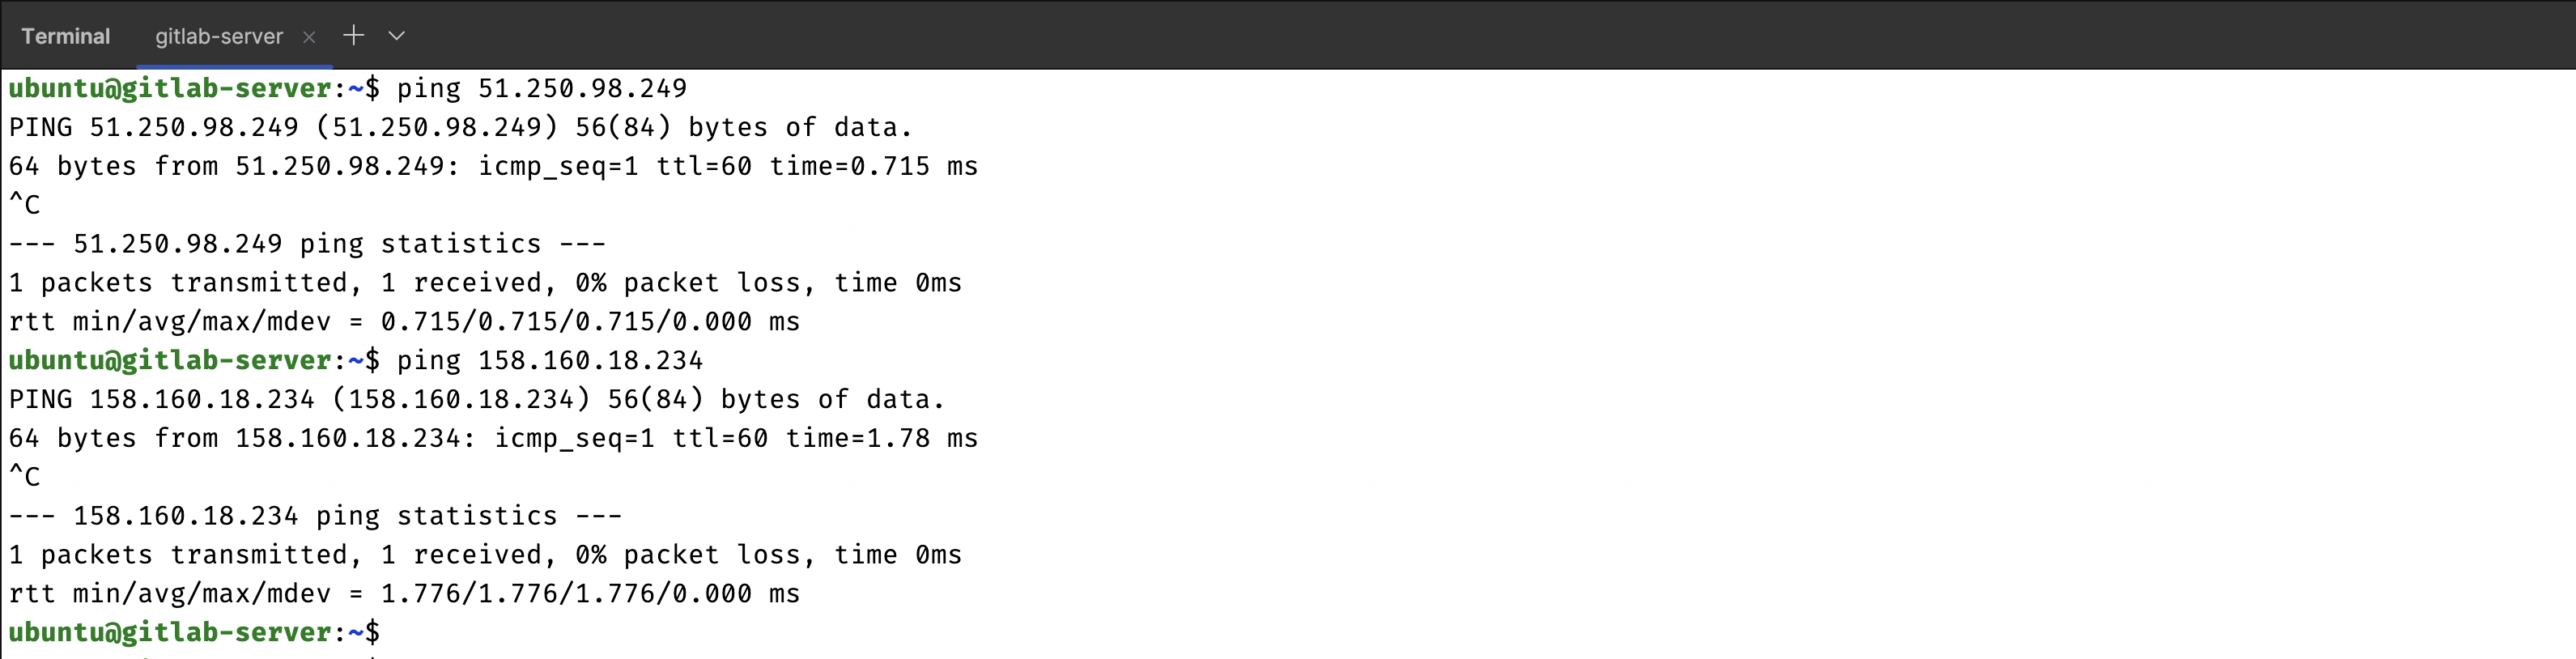 Terminal gitlab-server × + ⌄
ubuntu@gitlab-server:~$ ping 51.250.98.249
PING 51.250.98.249 (51.250.98.249) 56(84) bytes of data.
64 bytes from 51.250.98.249: icmp_seq=1 ttl=60 time=0.715 ms
^C
--- 51.250.98.249 ping statistics ---
1 packets transmitted, 1 received, 0% packet loss, time 0ms
rtt min/avg/max/mdev = 0.715/0.715/0.715/0.000 ms
ubuntu@gitlab-server:~$ ping 158.160.18.234
PING 158.160.18.234 (158.160.18.234) 56(84) bytes of data.
64 bytes from 158.160.18.234: icmp_seq=1 ttl=60 time=1.78 ms
^C
--- 158.160.18.234 ping statistics ---
1 packets transmitted, 1 received, 0% packet loss, time 0ms
rtt min/avg/max/mdev = 1.776/1.776/1.776/0.000 ms
ubuntu@gitlab-server:~$